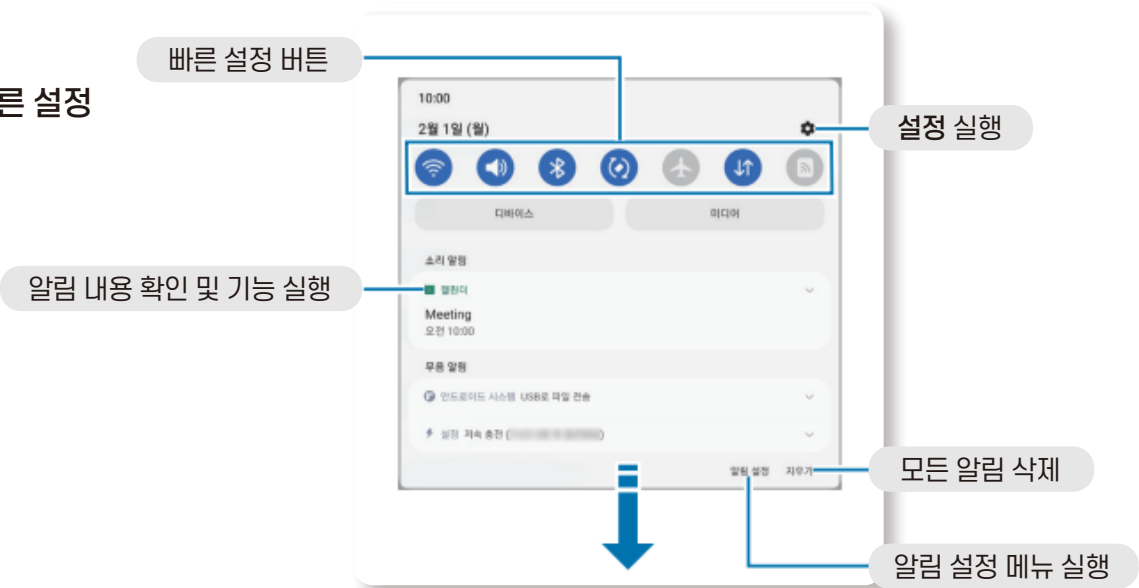 빠른 설정 버튼
른 설정
10:00
2월 1일 (월)
설정 실행
디바이스
미디어
소리 알림
알림 내용 확인 및 기능 실행
캘린더
Meeting
오전 10:00
무음 알림
안드로이드 시스템 USB로 파일 전송
설정 저속 충전 (
)
알림 설정 지우기
모든 알림 삭제
알림 설정 메뉴 실행